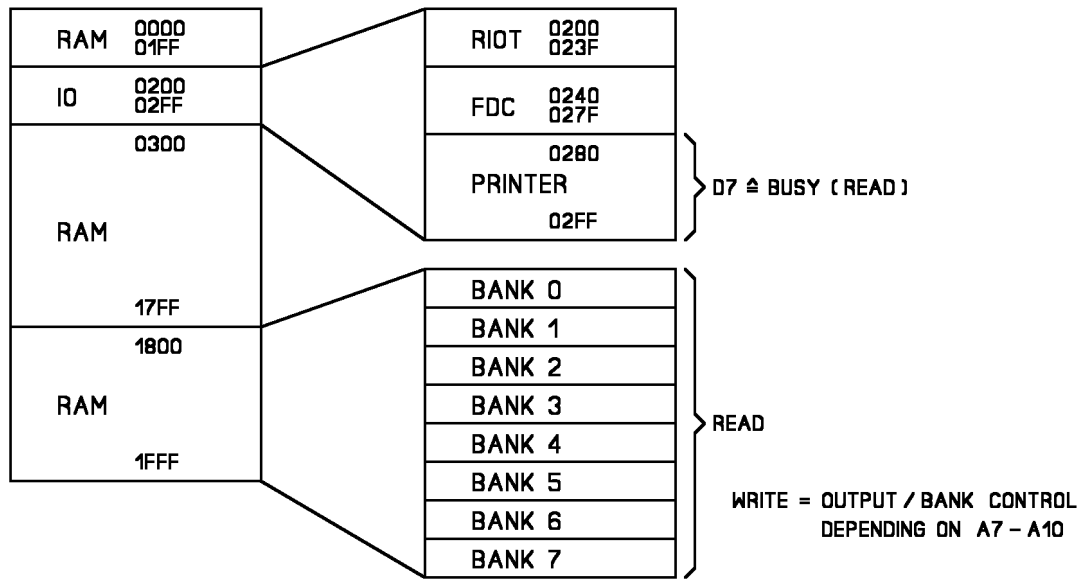 RAM 0000
01FF
IO 0200
02FF
0300
RAM
17FF
1800
RAM
1FFF
RIOT 0200
023F
FDC 0240
027F
0280
PRINTER
02FF
D7 ≙ BUSY (READ)
BANK 0
BANK 1
BANK 2
BANK 3
BANK 4
BANK 5
BANK 6
BANK 7
READ
WRITE = OUTPUT / BANK CONTROL
DEPENDING ON A7 – A10